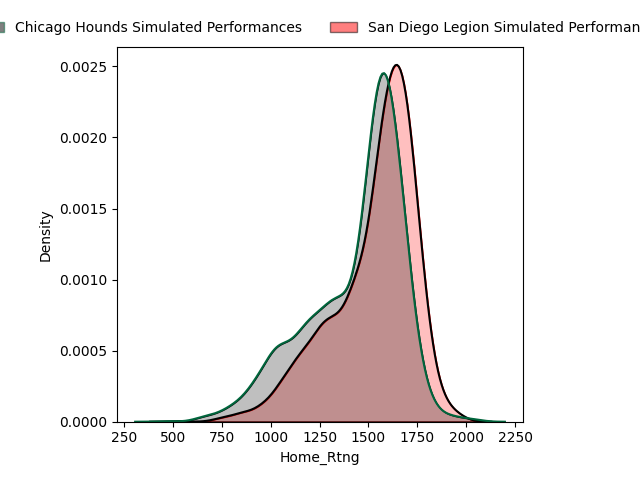 Chicago Hounds Simulated Performances San Diego Legion Simulated Performan
0.0025
0.0020
0.0015
0.0010
0.0005
0.0000
Density
250 500 750 1000 1250 1500 1750 2000 2250
Home_Rtng